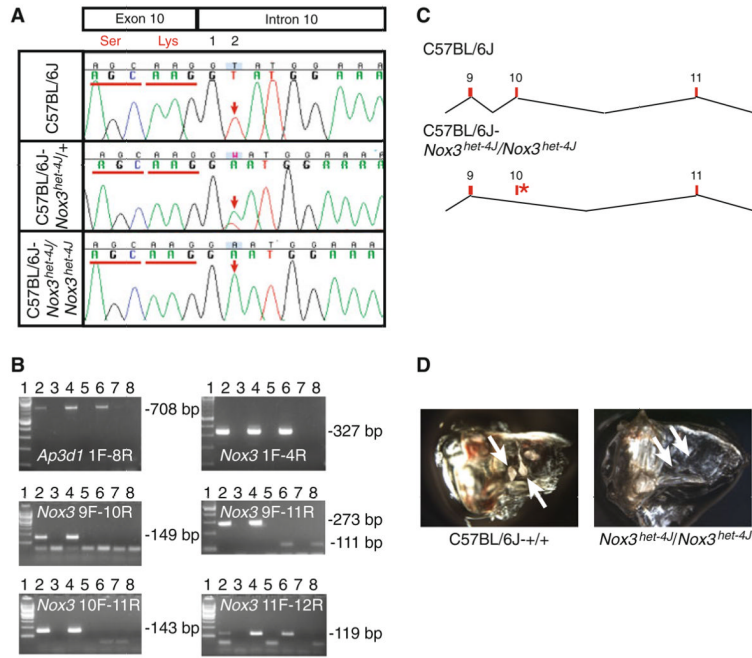 A
Exon 10
Intron 10
Ser Lys 1 2
C57BL/6J
A G C A A G G T A T G G A A A
A G C A A G G T A T G G A A A
C57BL/6J-
Nox3het-4J/+
A G C A A G G W A T G G A A A A
A G C A A G G A A T G G A A A A
C57BL/6J-
Nox3het-4J/
Nox3het-4J
A G C A A G G A A T G G A A A
A G C A A G G A A T G G A A A
B
1 2 3 4 5 6 7 8
-708 bp
Ap3d1 1F-8R
1 2 3 4 5 6 7 8
-327 bp
Nox3 1F-4R
1 2 3 4 5 6 7 8
Nox3 9F-10R
-149 bp
1 2 3 4 5 6 7 8
Nox3 9F-11R
-273 bp
-111 bp
1 2 3 4 5 6 7 8
Nox3 10F-11R
-143 bp
1 2 3 4 5 6 7 8
Nox3 11F-12R
-119 bp
C
C57BL/6J
9 10 11
C57BL/6J-
Nox3het-4J/Nox3het-4J
9 10 11
*
D
C57BL/6J-+/+
Nox3het-4J/Nox3het-4J